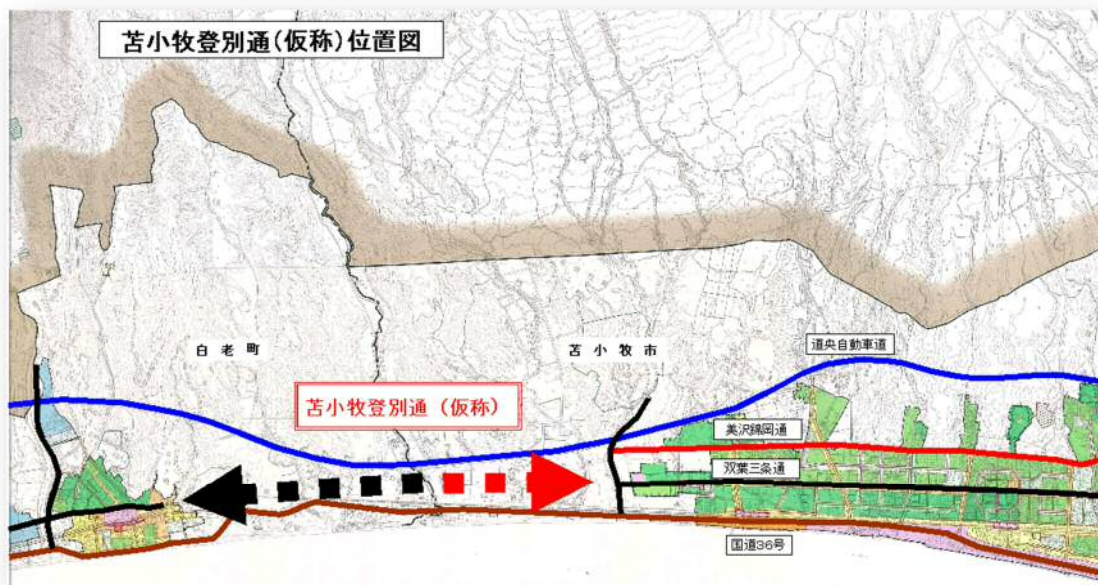 苫小牧登別通（仮称）位置図
道央自動車道
白老町
苫小牧市
苫小牧登別通（仮称）
美沢錦岡通
双葉三条通
国道36号